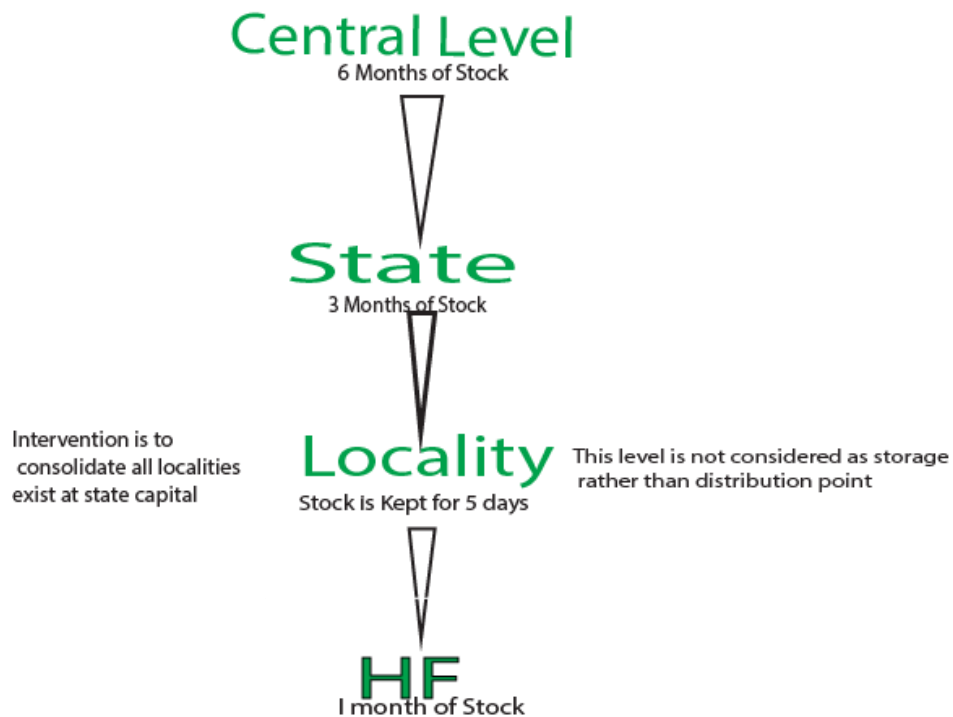 Central Level
6 Months of Stock
State
3 Months of Stock
Intervention is to
consolidate all localities
exist at state capital
Locality
Stock is Kept for 5 days
This level is not considered as storage
rather than distribution point
HF
1 month of Stock